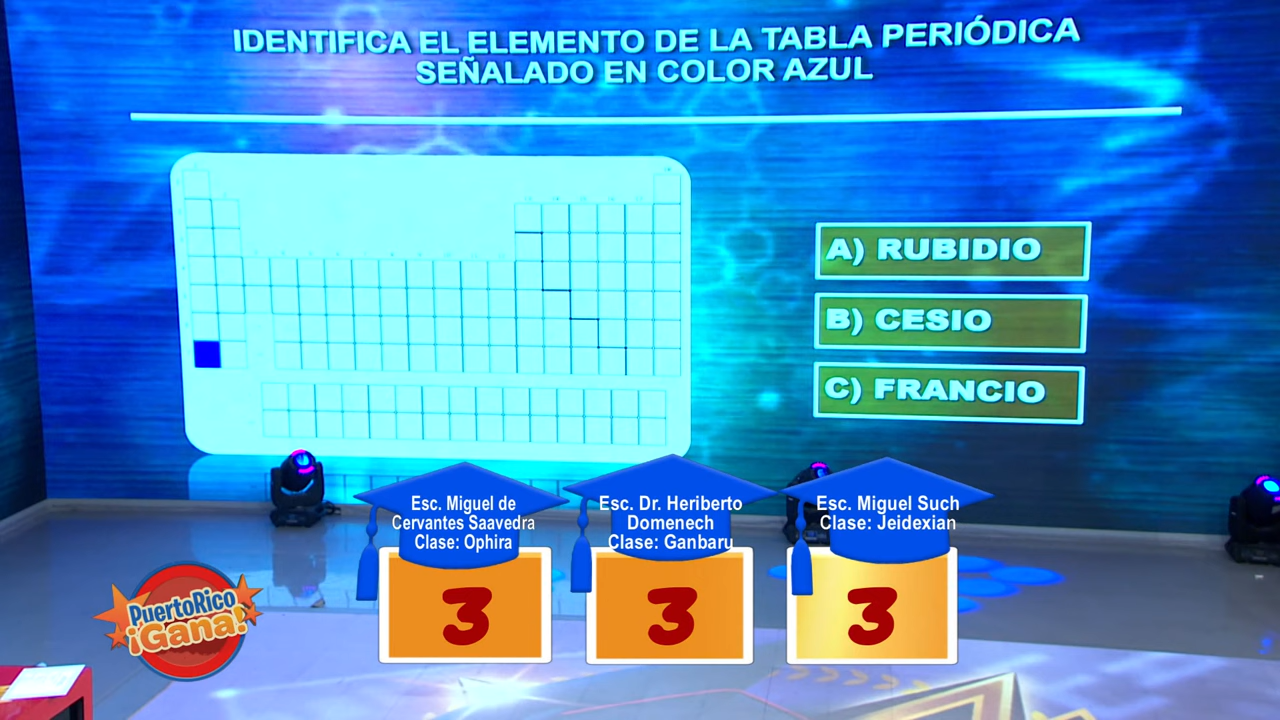 IDENTIFICA EL ELEMENTO DE LA TABLA PERIÓDICA
SEÑALADO EN COLOR AZUL
A) RUBIDIO
B) CESIO
C) FRANCIO
Esc. Miguel de
Cervantes Saavedra
Clase: Ophira
3
Esc. Dr. Heriberto
Domenech
Clase: Ganbaru
3
Esc. Miguel Such
Clase: Jeidexian
3
PuertoRico
¡Gana!